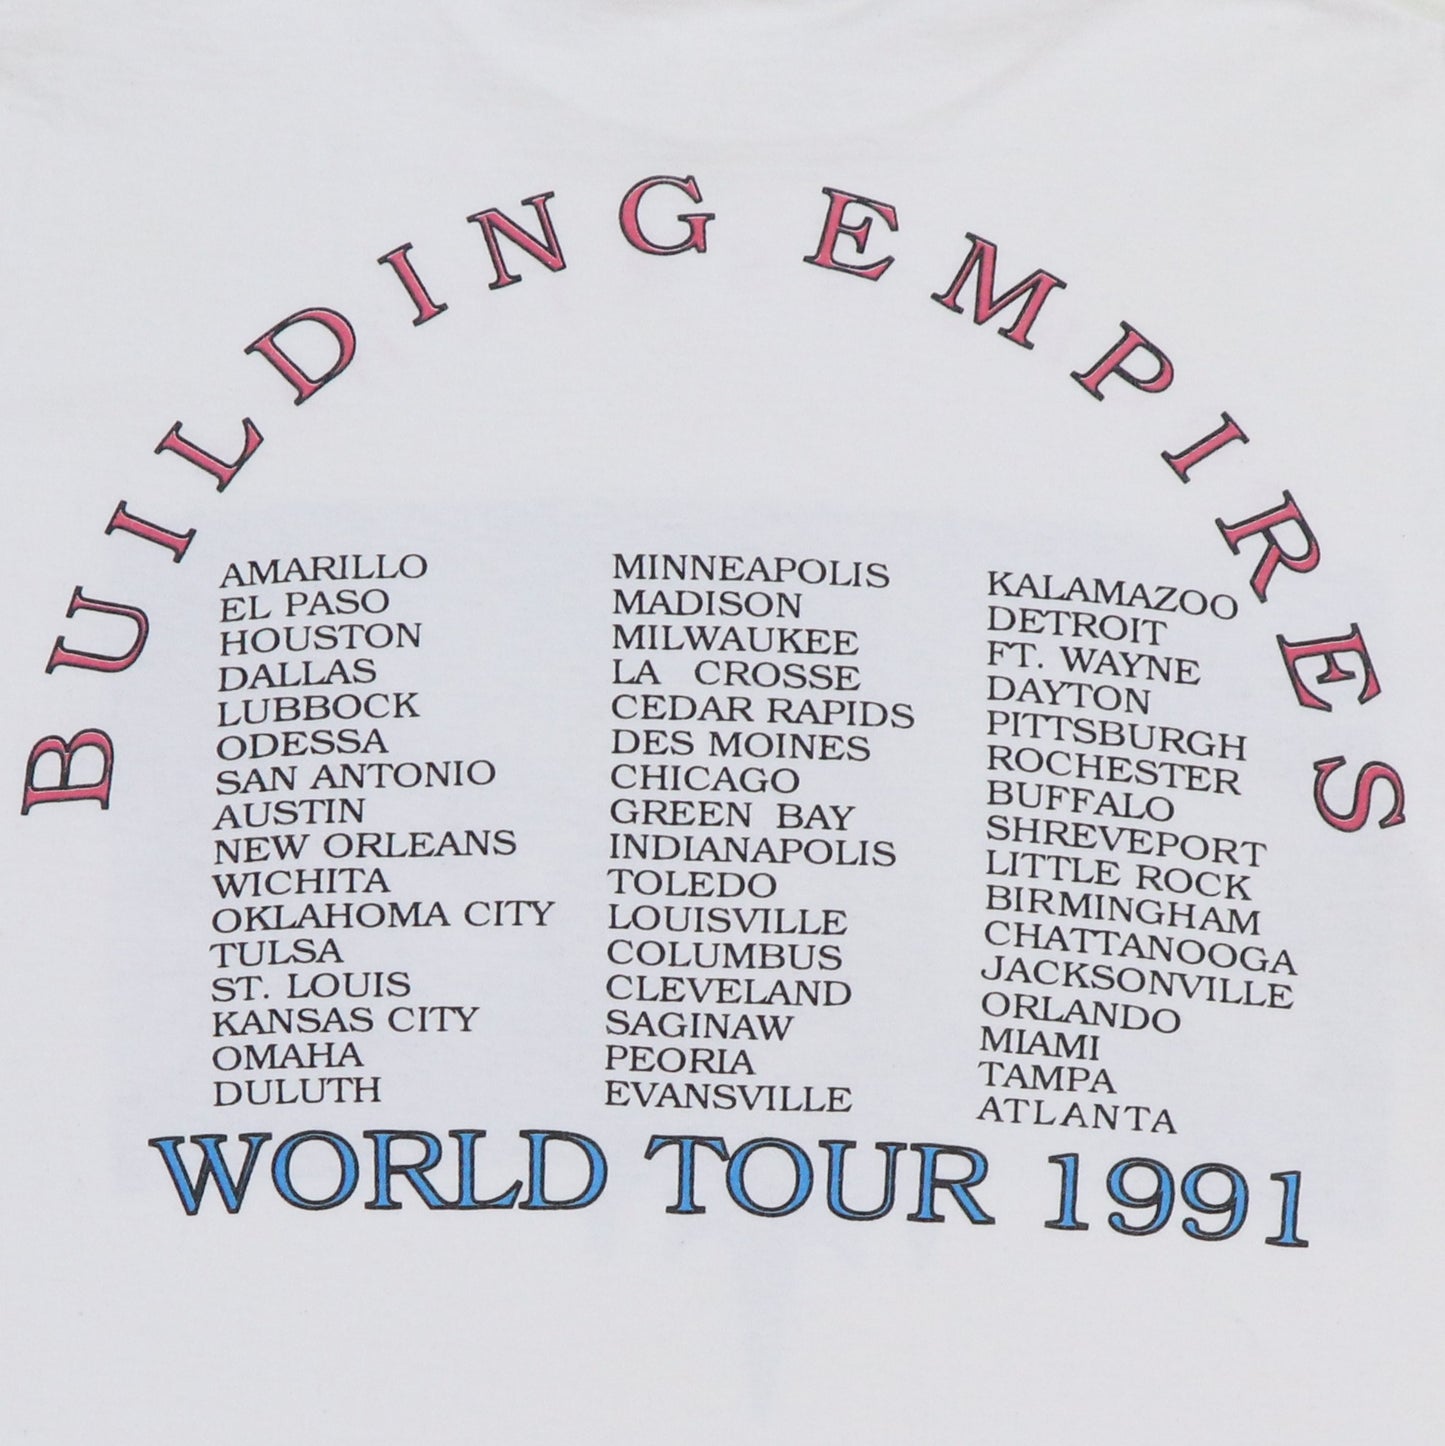 BUILDING EMPIRES
AMARILLO
EL PASO
HOUSTON
DALLAS
LUBBOCK
ODESSA
SAN ANTONIO
AUSTIN
NEW ORLEANS
WICHITA
OKLAHOMA CITY
TULSA
ST. LOUIS
KANSAS CITY
OMAHA
DULUTH
MINNEAPOLIS
MADISON
MILWAUKEE
LA CROSSE
CEDAR RAPIDS
DES MOINES
CHICAGO
GREEN BAY
INDIANAPOLIS
TOLEDO
LOUISVILLE
COLUMBUS
CLEVELAND
SAGINAW
PEORIA
EVANSVILLE
KALAMAZOO
DETROIT
FT. WAYNE
DAYTON
PITTSBURGH
ROCHESTER
BUFFALO
SHREVEPORT
LITTLE ROCK
BIRMINGHAM
CHATTANOOGA
JACKSONVILLE
ORLANDO
MIAMI
TAMPA
ATLANTA
WORLD TOUR 1991